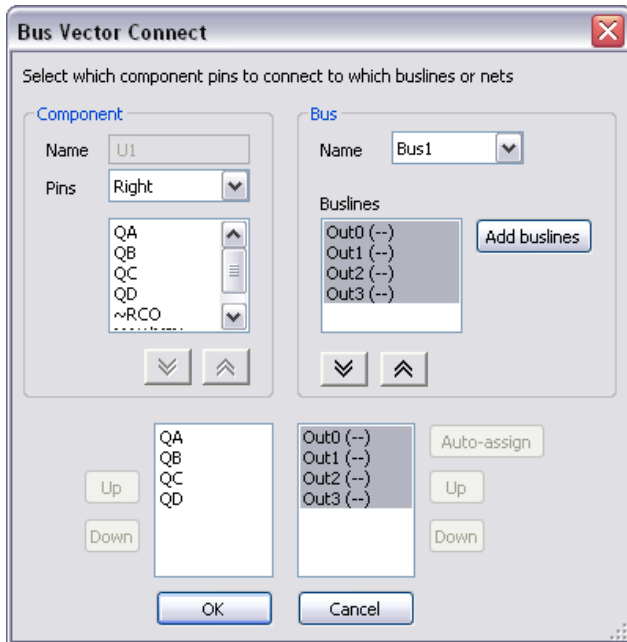 Bus Vector Connect
Select which component pins to connect to which buslines or nets
Component
Name U1
Pins Right
QA
QB
QC
QD
~RCO
Bus
Name Bus1
Buslines
Out0 (--)
Out1 (--)
Out2 (--)
Out3 (--)
Add buslines
QA
QB
QC
QD
Up
Down
Out0 (--)
Out1 (--)
Out2 (--)
Out3 (--)
Auto-assign
Up
Down
OK
Cancel